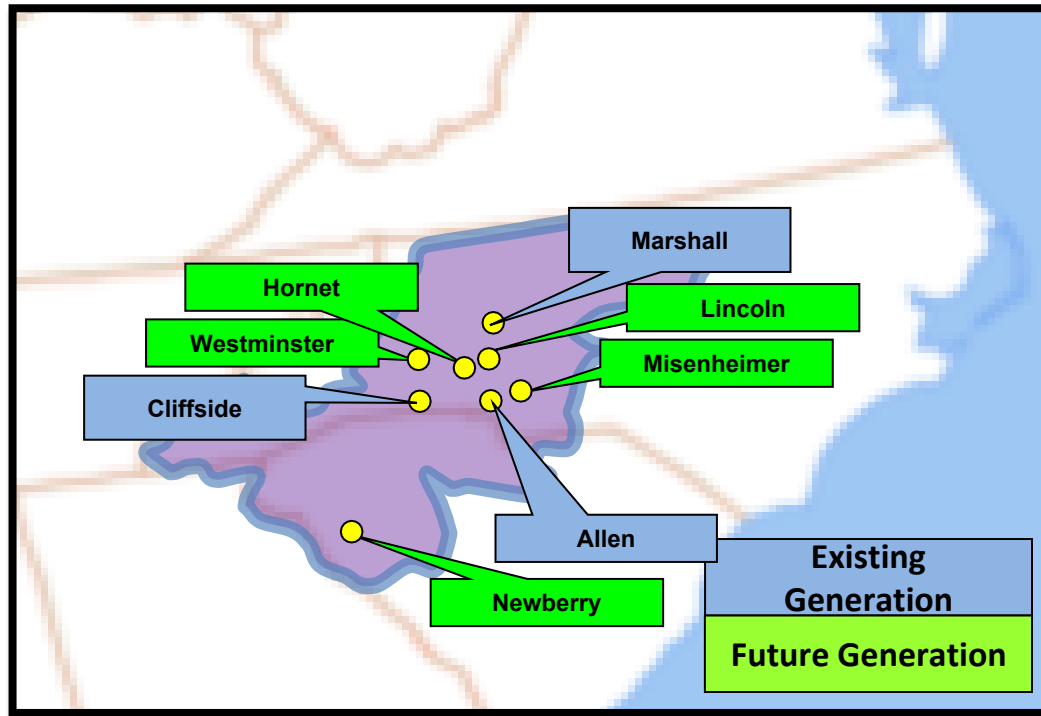 Marshall
Hornet
Lincoln
Westminster
Misenheimer
Cliffside
Allen
Newberry
Existing
Generation
Future Generation